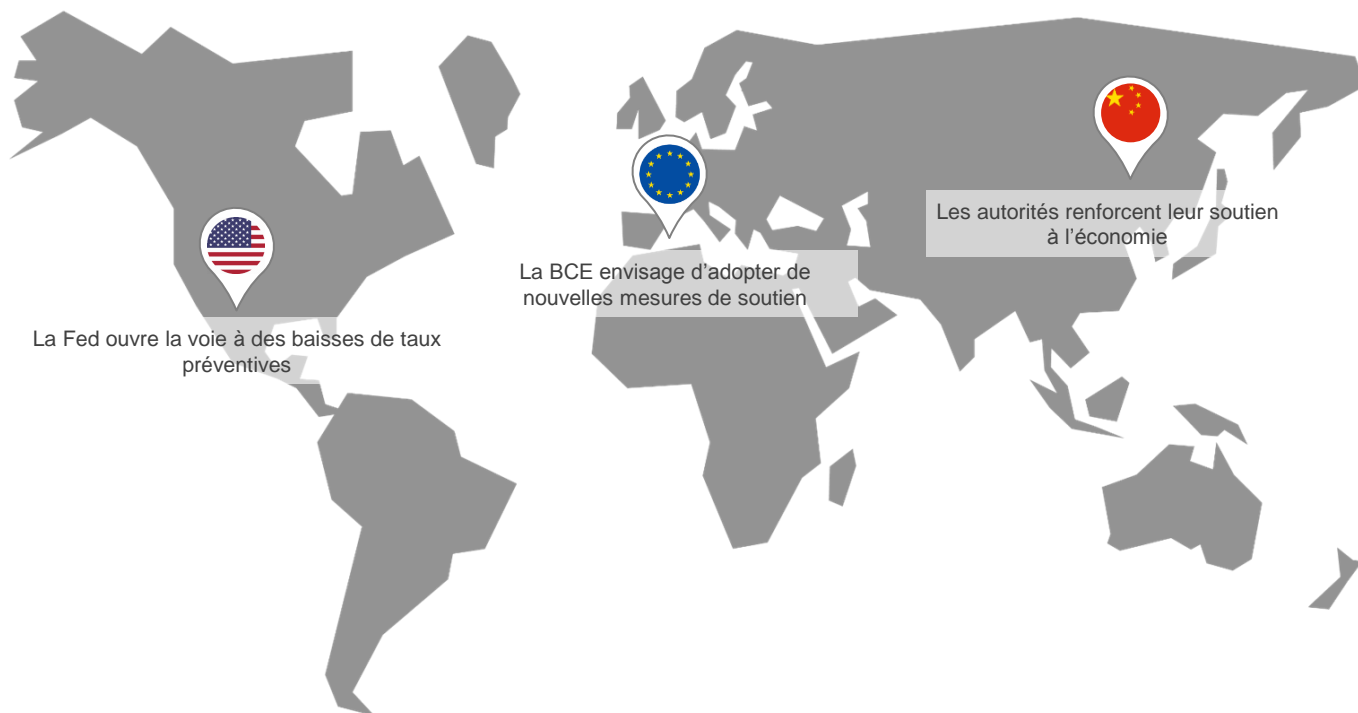 Les autorités renforcent leur soutien
à l’économie
La BCE envisage d’adopter de
nouvelles mesures de soutien
La Fed ouvre la voie à des baisses de taux
préventives